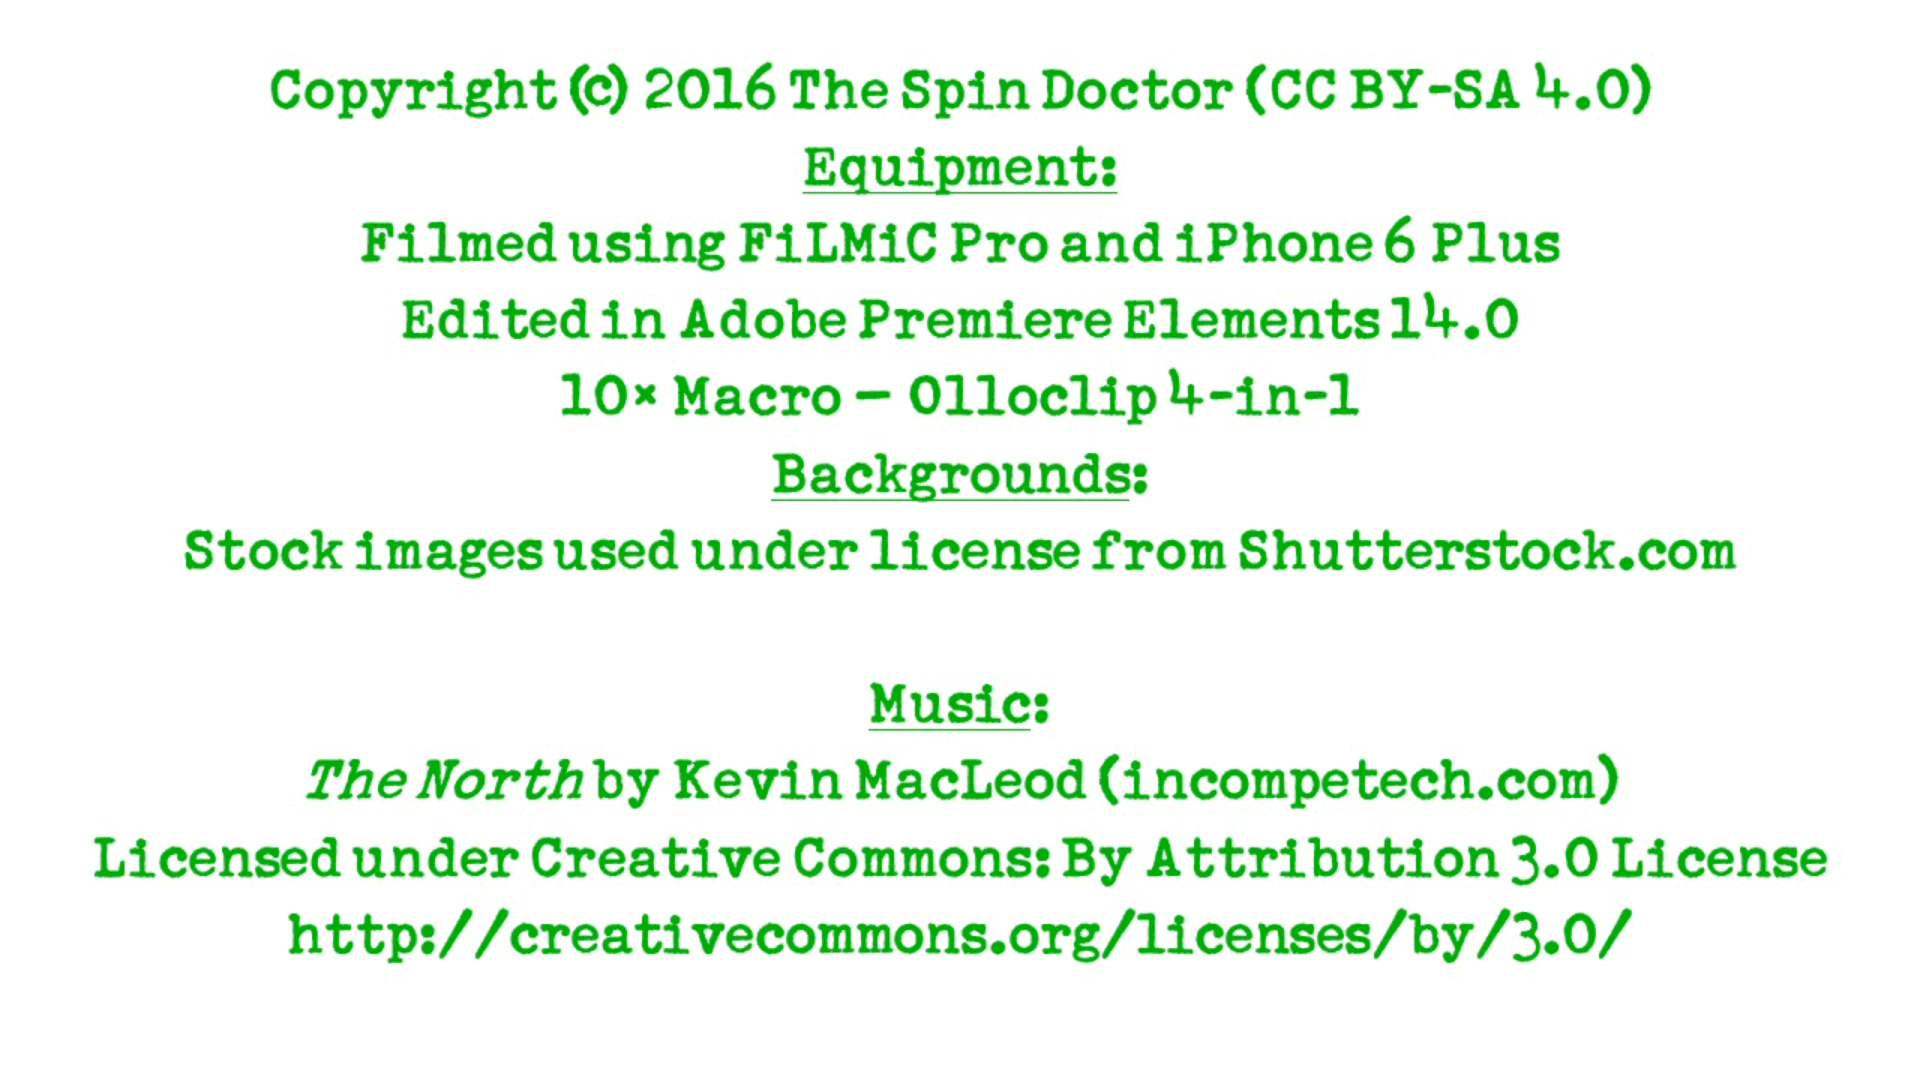 Copyright (c) 2016 The Spin Doctor (CC BY-SA 4.0)
Equipment:
Filmed using FiLMiC Pro and iPhone 6 Plus
Edited in Adobe Premiere Elements 14.0
10× Macro — Olloclip 4-in-1
Backgrounds:
Stock images used under license from Shutterstock.com
Music:
The North by Kevin MacLeod (incompetech.com)
Licensed under Creative Commons: By Attribution 3.0 License
http://creativecommons.org/licenses/by/3.0/